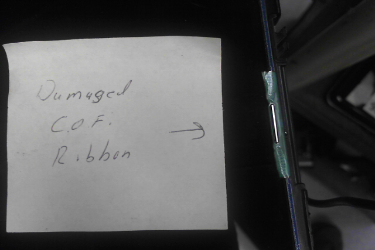 Damaged
C.O.F.
Ribbon →